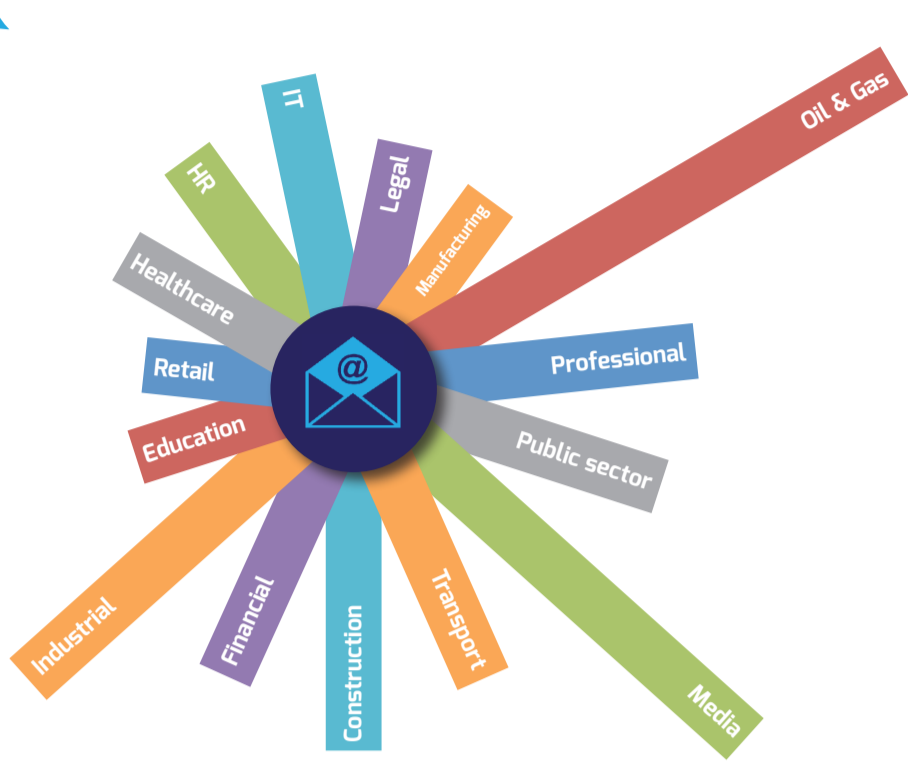 IT
Oil & Gas
HR
Legal
Manufacturing
Healthcare
Professional
Retail
@
Education
Public sector
Industrial
Financial
Construction
Transport
Media